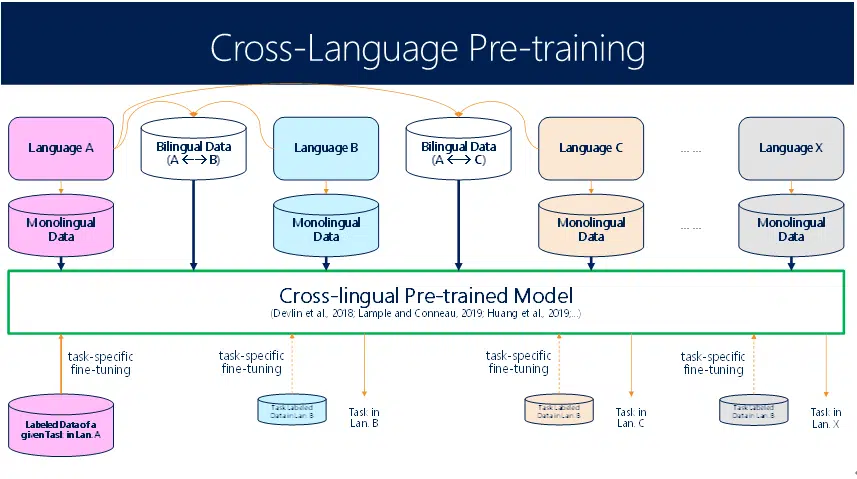 Cross-Language Pre-training
Language A
Bilingual Data
(A <--> B)
Language B
Bilingual Data
(A <--> C)
Language C
... ...
Language X
Monolingual
Data
Monolingual
Data
Monolingual
Data
... ...
Monolingual
Data
Cross-lingual Pre-trained Model
(Devlin et al., 2018; Lample and Conneau, 2019; Huang et al., 2019;...)
task-specific
fine-tuning
task-specific
fine-tuning
task-specific
fine-tuning
task-specific
fine-tuning
Labeled Data of a
given Task in Lan. A
Task Labeled
Data in Lan. B
Task in
Lan. B
Task Labeled
Data in Lan. B
Task in
Lan. C
Task Labeled
Data in Lan. B
Task in
Lan. X